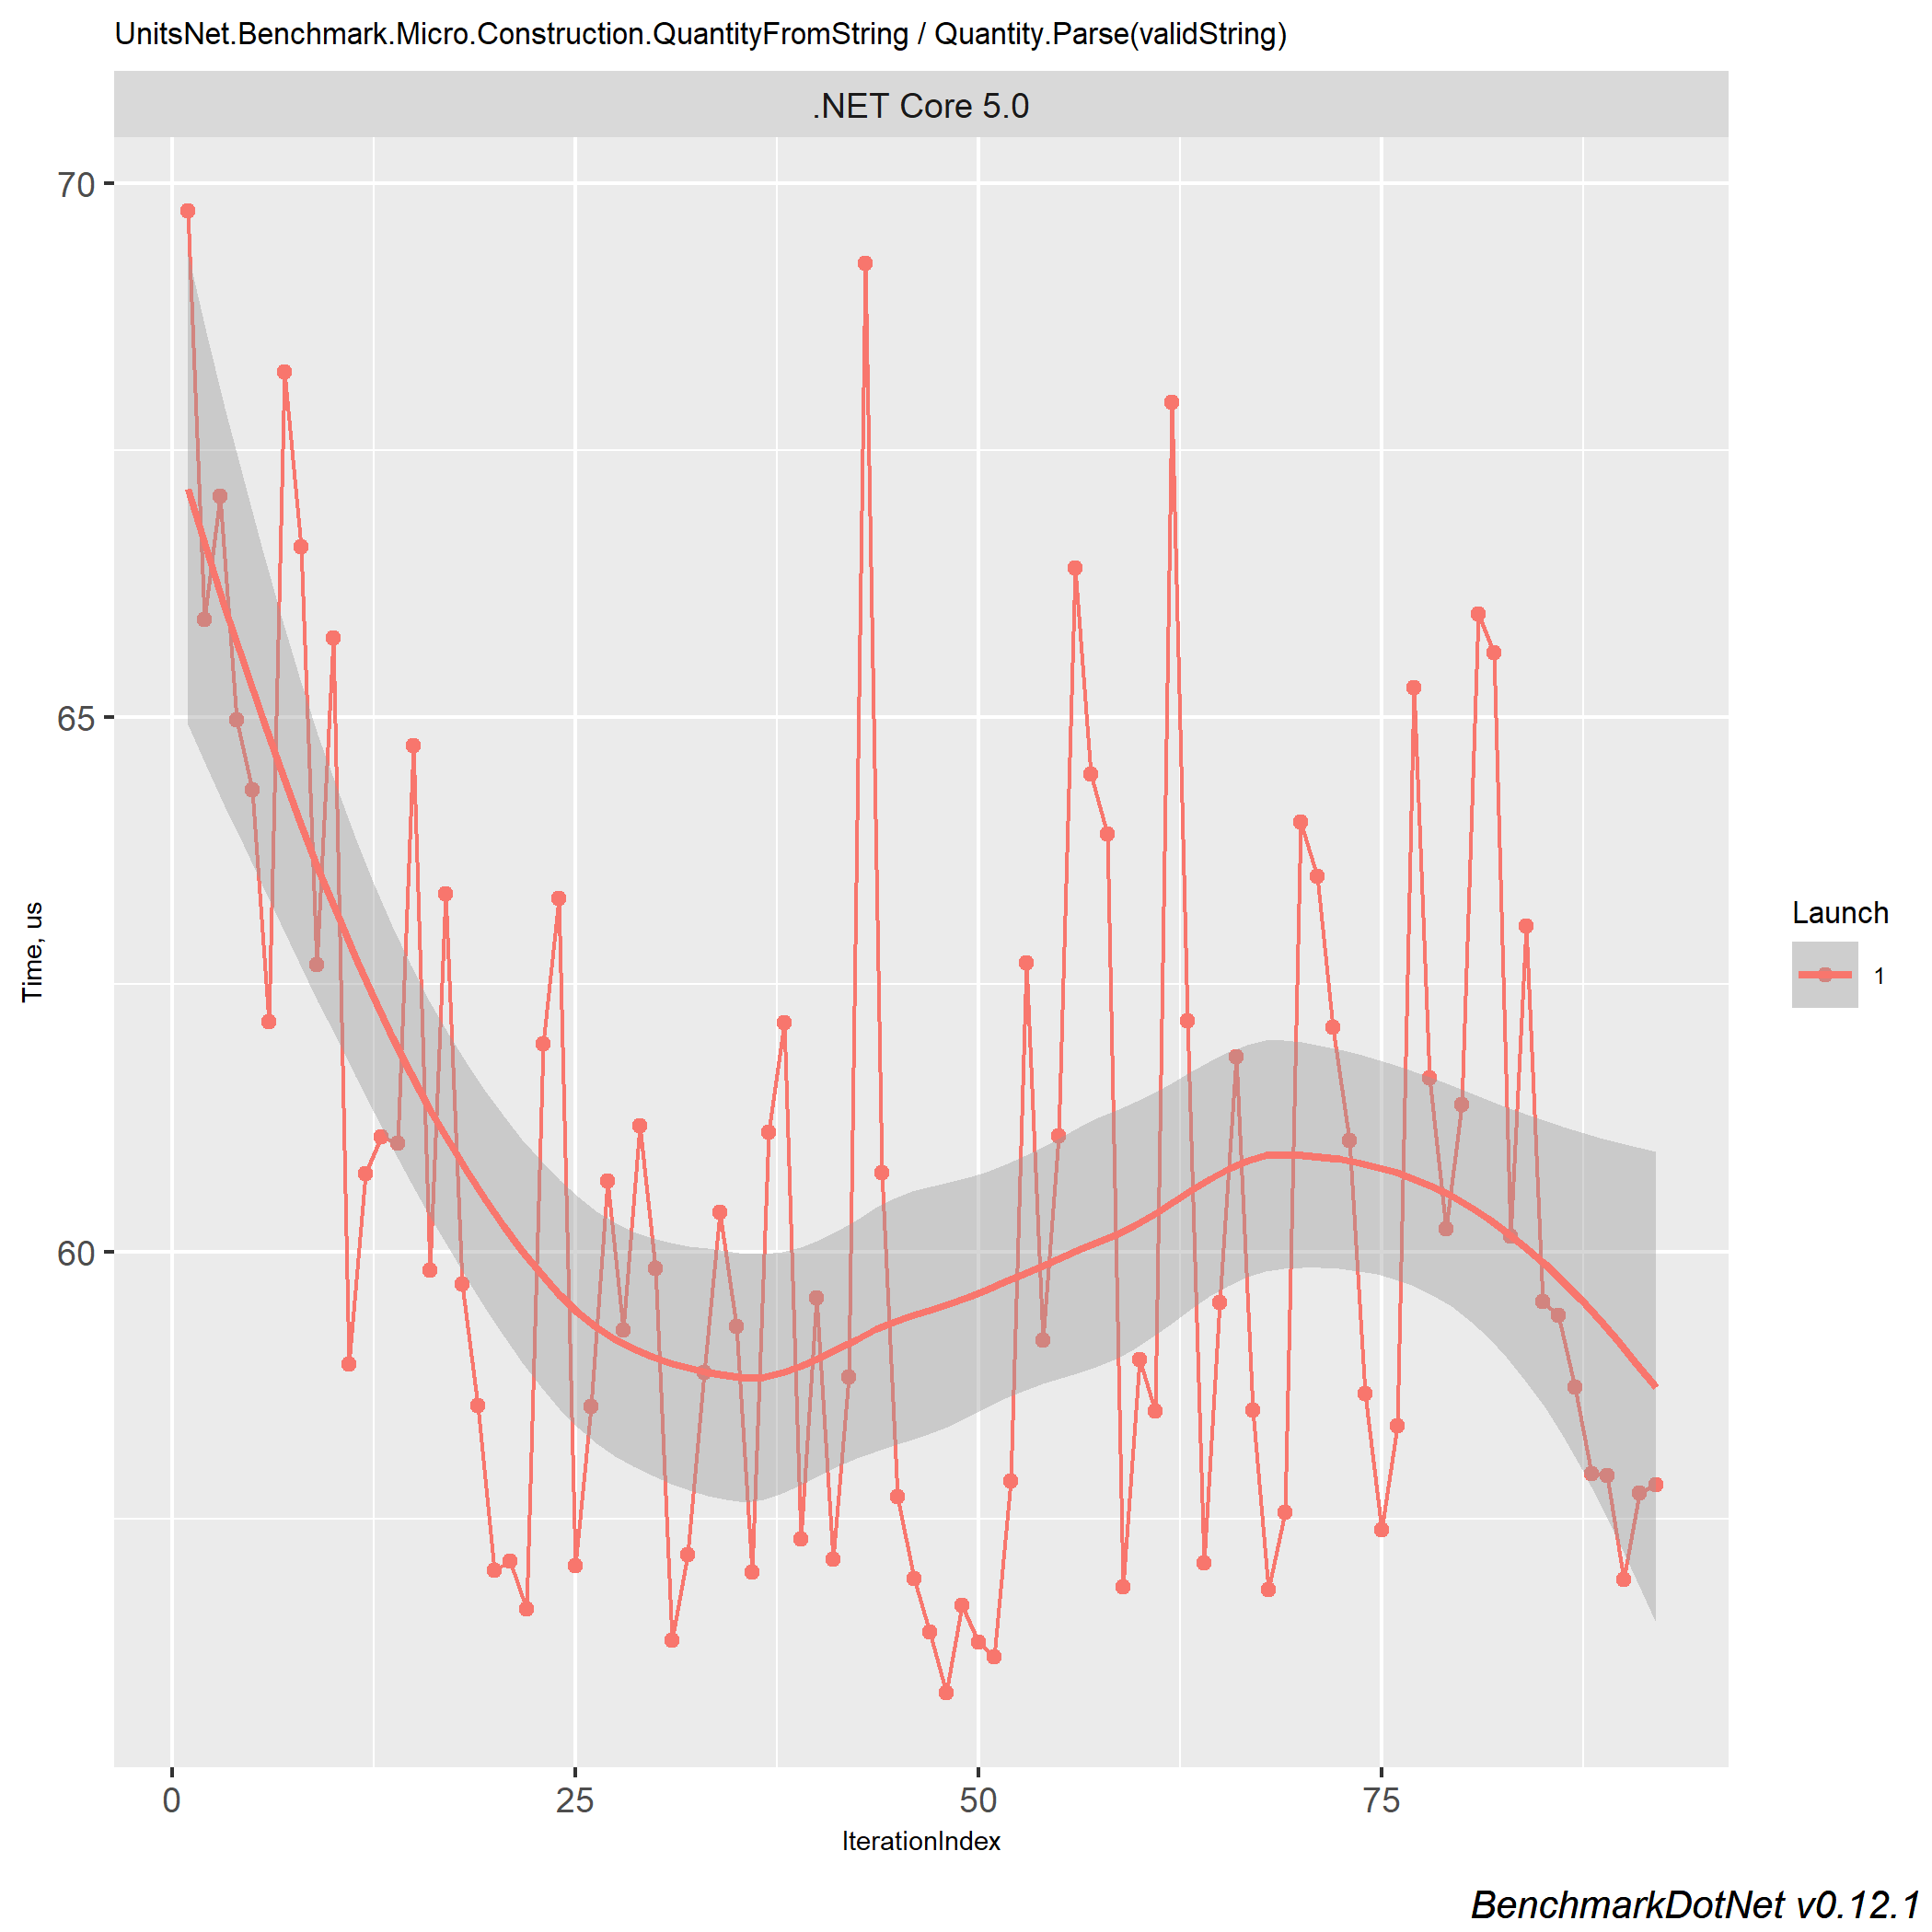 UnitsNet.Benchmark.Micro.Construction.QuantityFromString / Quantity.Parse(validString)
.NET Core 5.0
70
65
60
Time, us
0 25 50 75
IterationIndex
Launch
1
BenchmarkDotNet v0.12.1